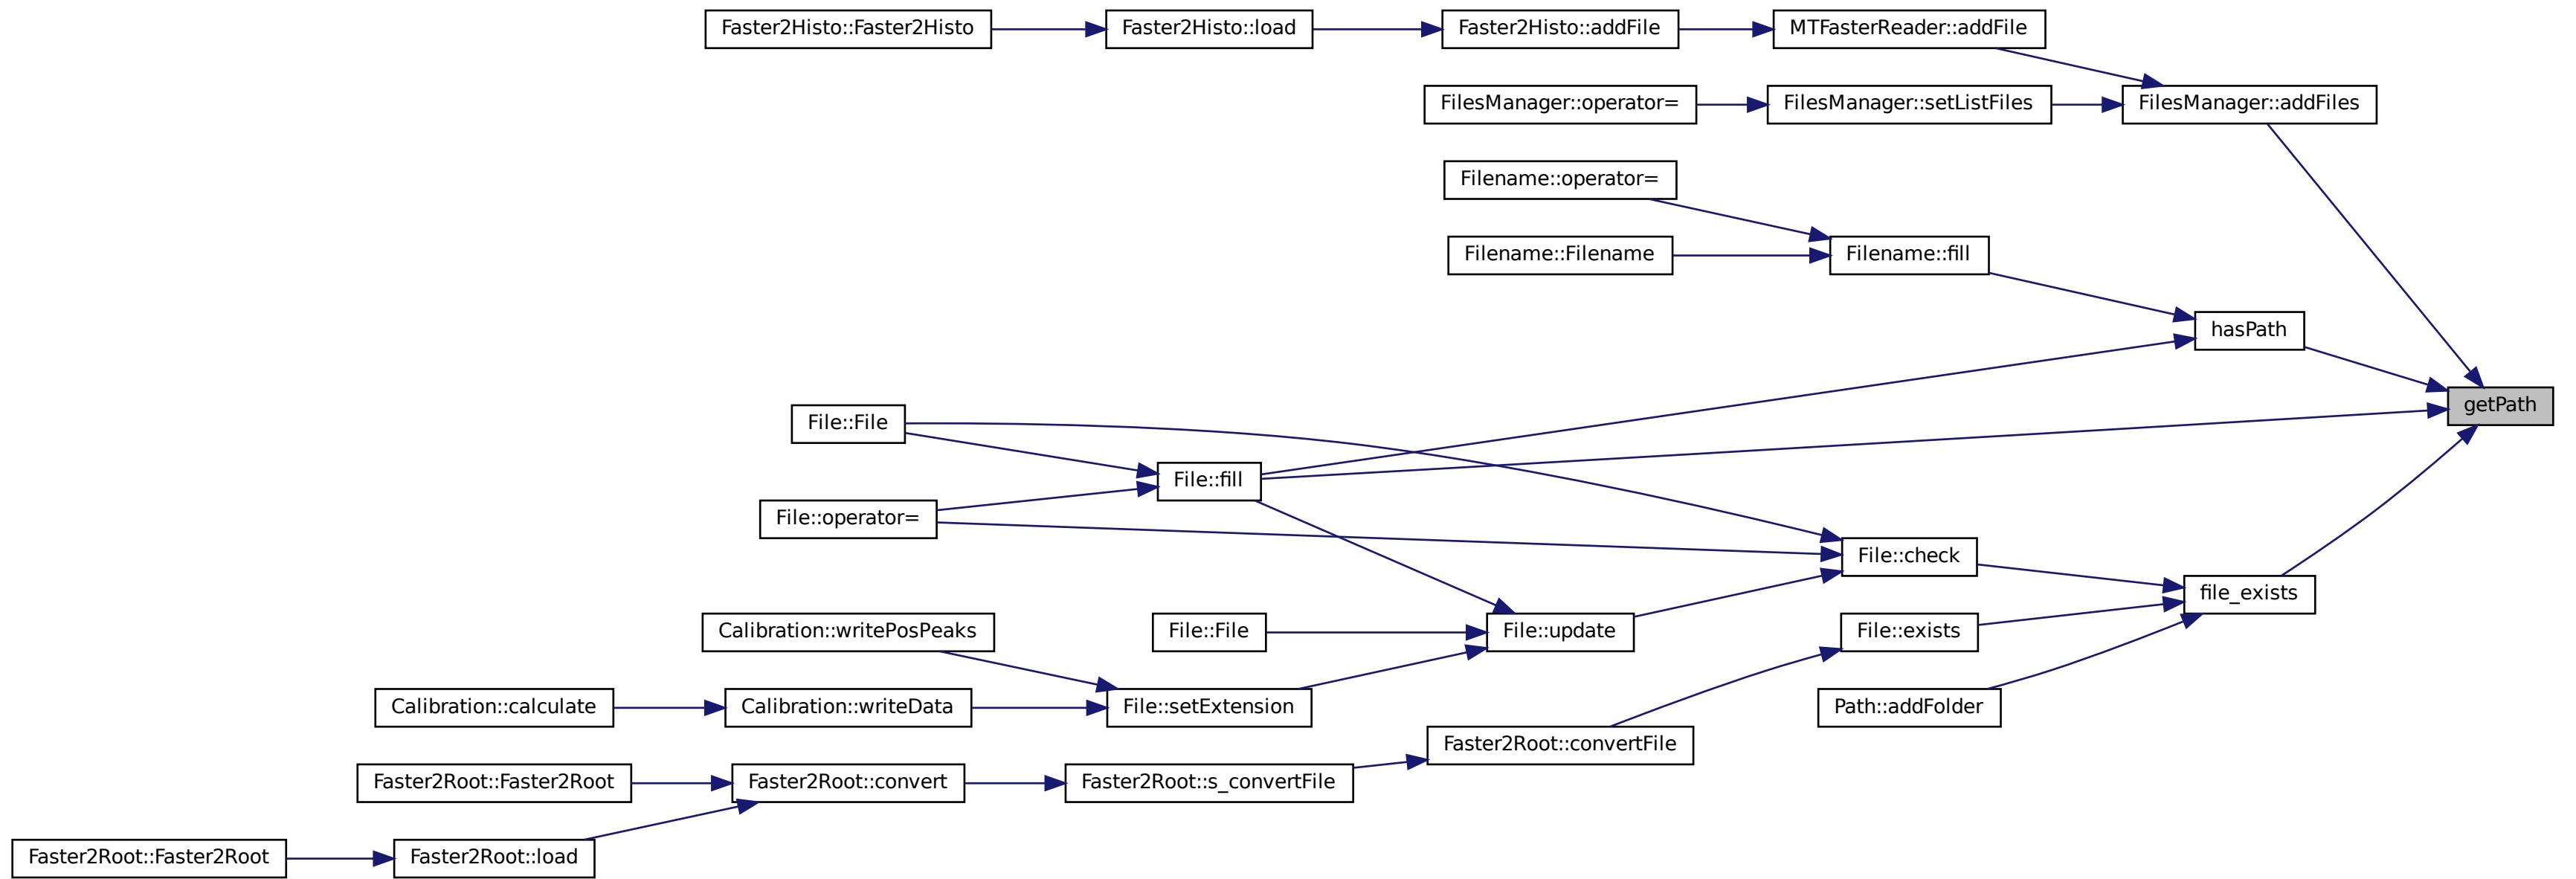 Faster2Histo::Faster2Histo
Faster2Histo::load
Faster2Histo::addFile
MTFasterReader::addFile
FilesManager::operator=
FilesManager::setListFiles
FilesManager::addFiles
Filename::operator=
Filename::Filename
Filename::fill
hasPath
getPath
File::File
File::fill
File::operator=
File::check
file_exists
Calibration::writePosPeaks
File::File
File::update
File::exists
Calibration::calculate
Calibration::writeData
File::setExtension
Path::addFolder
Faster2Root::convertFile
Faster2Root::Faster2Root
Faster2Root::convert
Faster2Root::s_convertFile
Faster2Root::Faster2Root
Faster2Root::load